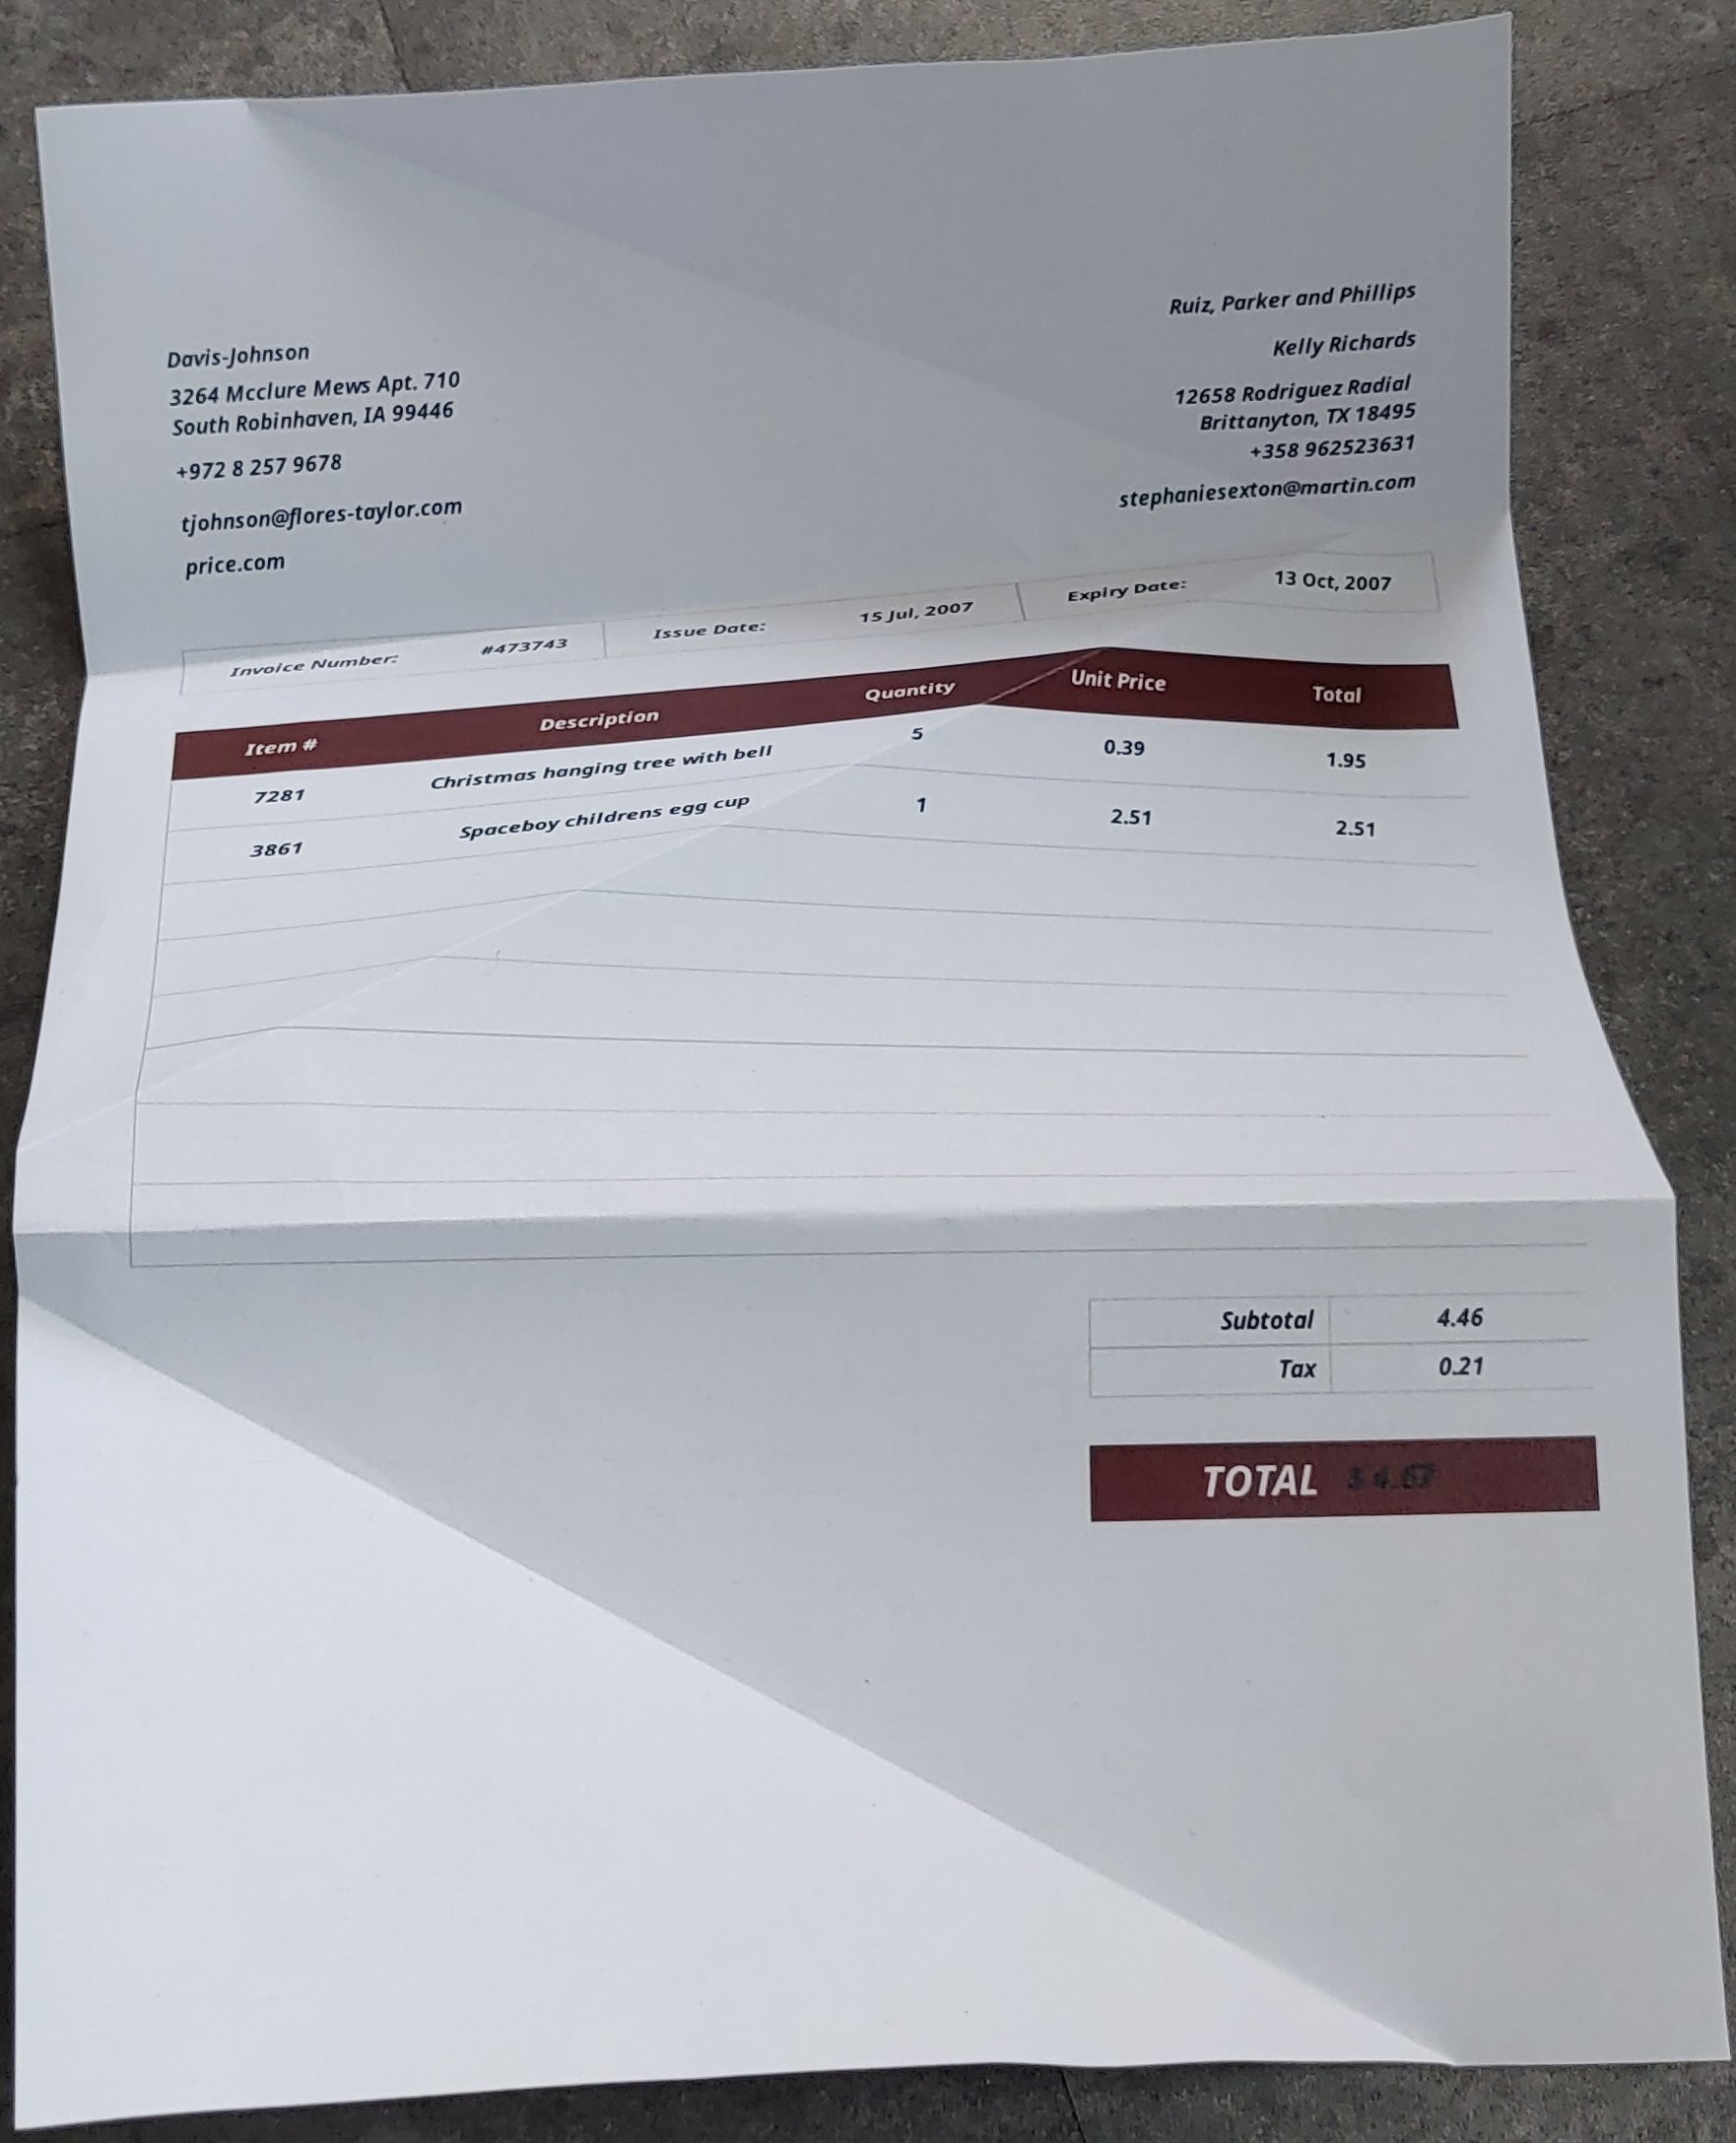 Davis-Johnson
3264 Mcclure Mews Apt. 710
South Robinhaven, IA 99446
+972 8 257 9678
tjohnson@flores-taylor.com
price.com
Ruiz, Parker and Phillips
Kelly Richards
12658 Rodriguez Radial
Brittanyton, TX 18495
+358 962523631
stephaniesexton@martin.com
Invoice Number: #473743 Issue Date: 15 Jul, 2007 Expiry Date: 13 Oct, 2007
Item # Description Quantity Unit Price Total
7281 Christmas hanging tree with bell 5 0.39 1.95
3861 Spaceboy childrens egg cup 1 2.51 2.51
Subtotal 4.46
Tax 0.21
TOTAL $ 4.67